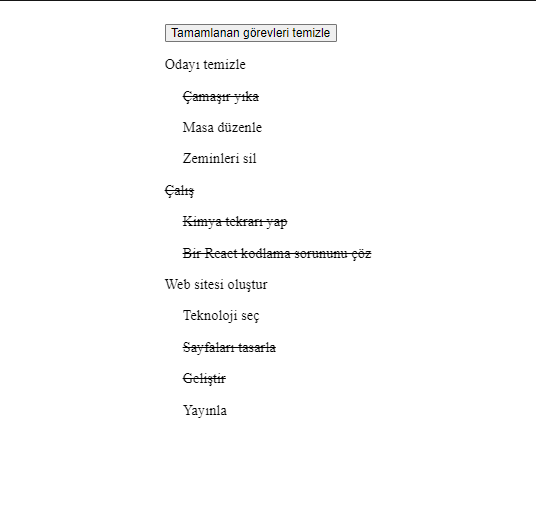 Tamamlanan görevleri temizle
Odayı temizle
Çamaşır yıka
Masa düzenle
Zeminleri sil
Çalış
Kimya tekrarı yap
Bir React kodlama sorununu çöz
Web sitesi oluştur
Teknoloji seç
Sayfaları tasarla
Geliştir
Yayınla